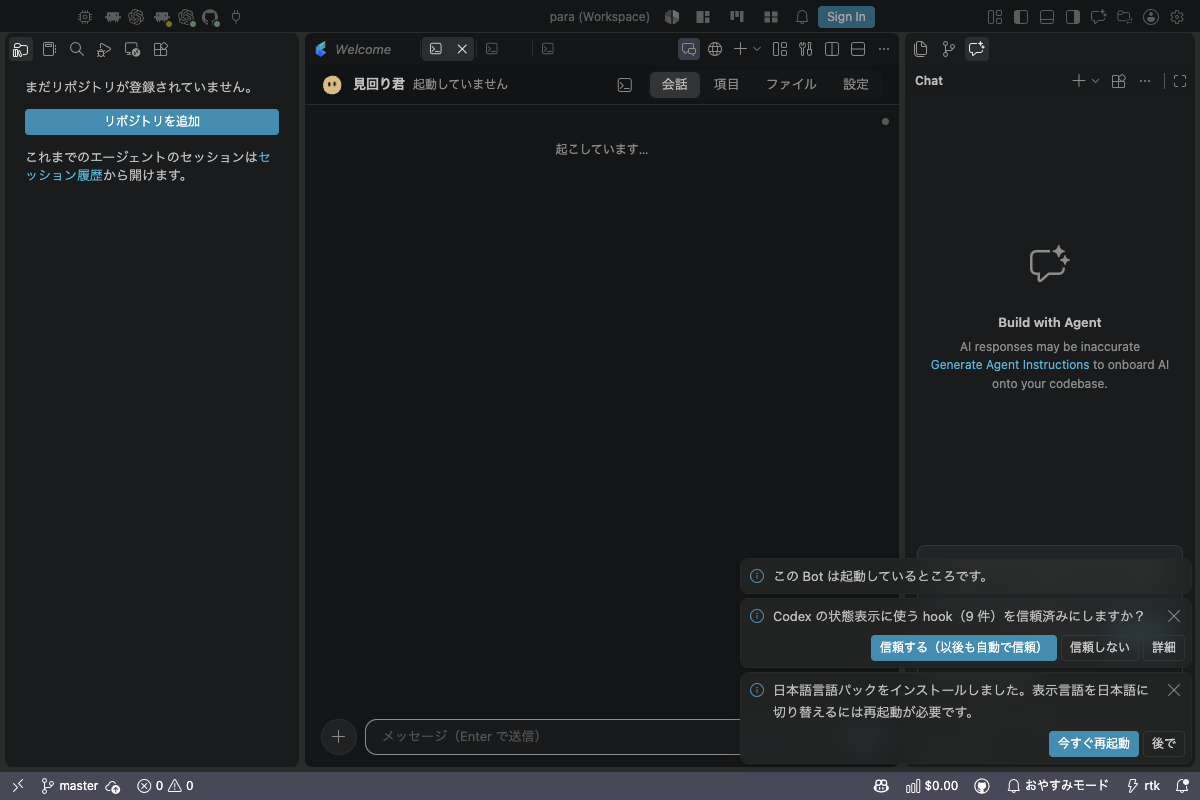 para (Workspace)
Sign In
まだリポジトリが登録されていません。
リポジトリを追加
これまでのエージェントのセッションはセ
ッション履歴から開けます。
Welcome
見回り君 起動していません
会話 項目 ファイル 設定
起こしています...
メッセージ（Enter で送信）
Chat
Build with Agent
AI responses may be inaccurate
Generate Agent Instructions to onboard AI
onto your codebase.
この Bot は起動しているところです。
Codex の状態表示に使う hook（9 件）を信頼済みにしますか？
信頼する（以後も自動で信頼） 信頼しない 詳細
日本語言語パックをインストールしました。表示言語を日本語に
切り替えるには再起動が必要です。
今すぐ再起動 後で
master 0 0 $0.00 おやすみモード rtk